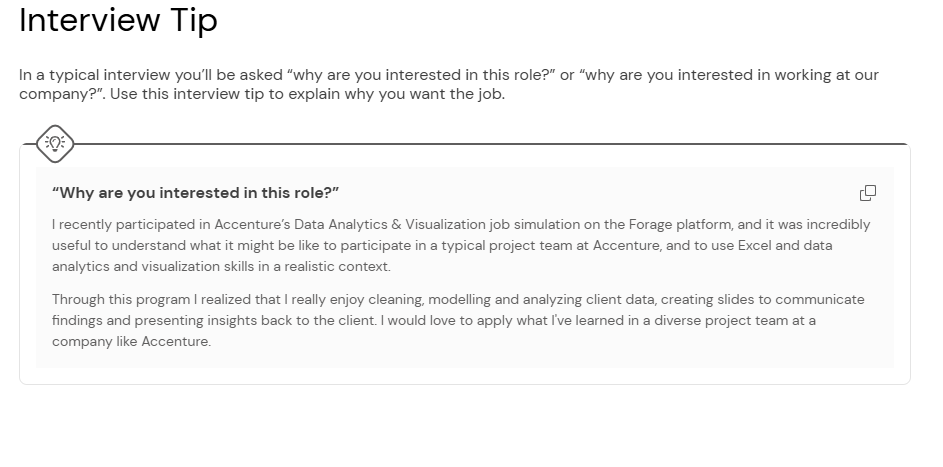 Interview Tip
In a typical interview you’ll be asked “why are you interested in this role?” or “why are you interested in working at our
company?”. Use this interview tip to explain why you want the job.
“Why are you interested in this role?”
I recently participated in Accenture’s Data Analytics & Visualization job simulation on the Forage platform, and it was incredibly
useful to understand what it might be like to participate in a typical project team at Accenture, and to use Excel and data
analytics and visualization skills in a realistic context.
Through this program I realized that I really enjoy cleaning, modelling and analyzing client data, creating slides to communicate
findings and presenting insights back to the client. I would love to apply what I've learned in a diverse project team at a
company like Accenture.